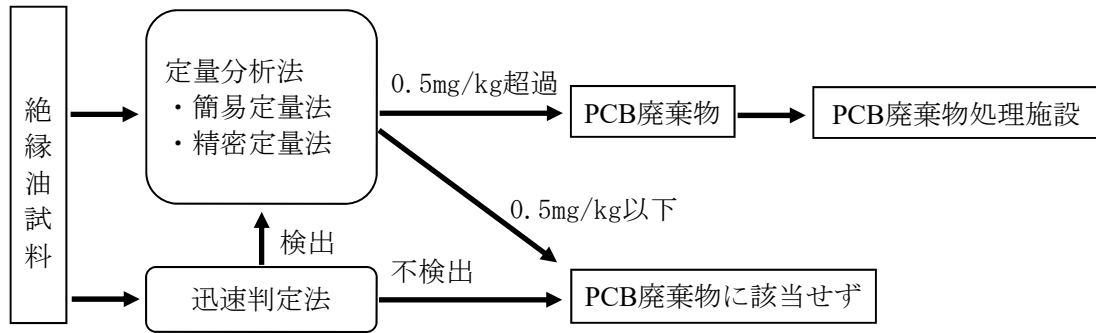 絶縁油試料
定量分析法
・簡易定量法
・精密定量法
0.5mg/kg超過
PCB廃棄物
PCB廃棄物処理施設
0.5mg/kg以下
検出
迅速判定法
不検出
PCB廃棄物に該当せず